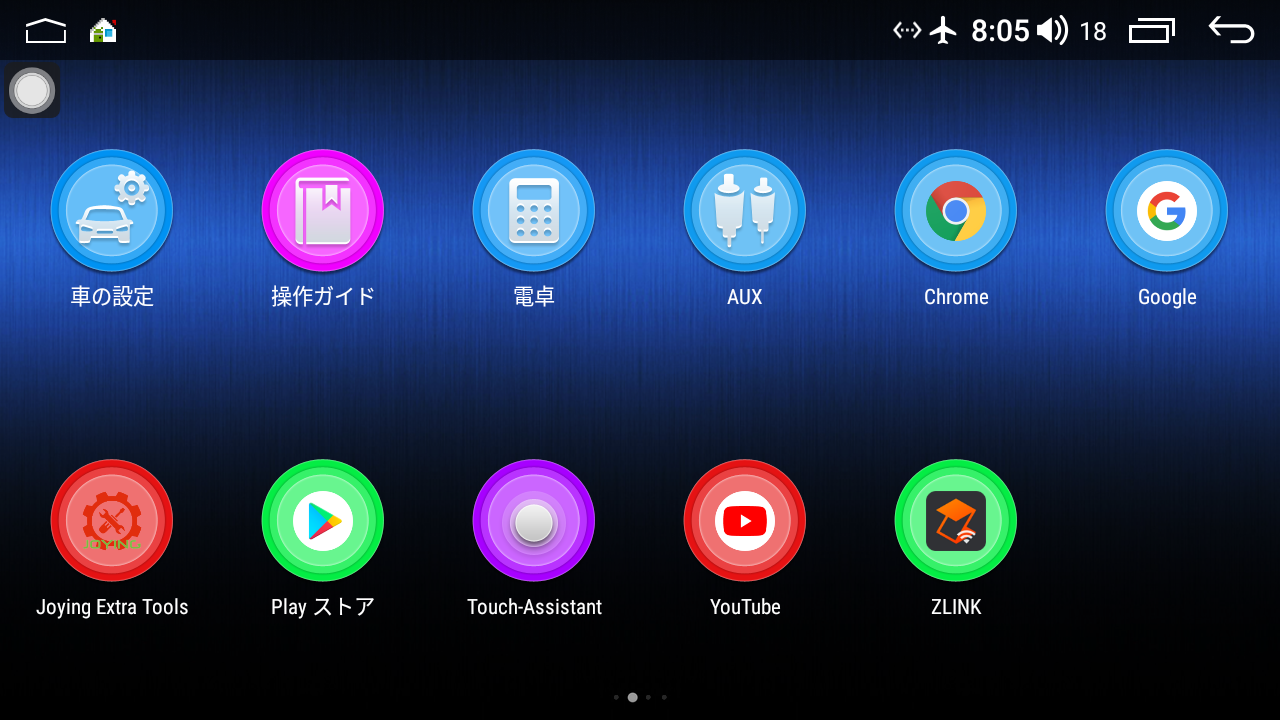 8:05 18
車の設定 操作ガイド 電卓 AUX Chrome Google
JOYING
Joying Extra Tools Play ストア Touch-Assistant YouTube ZLINK